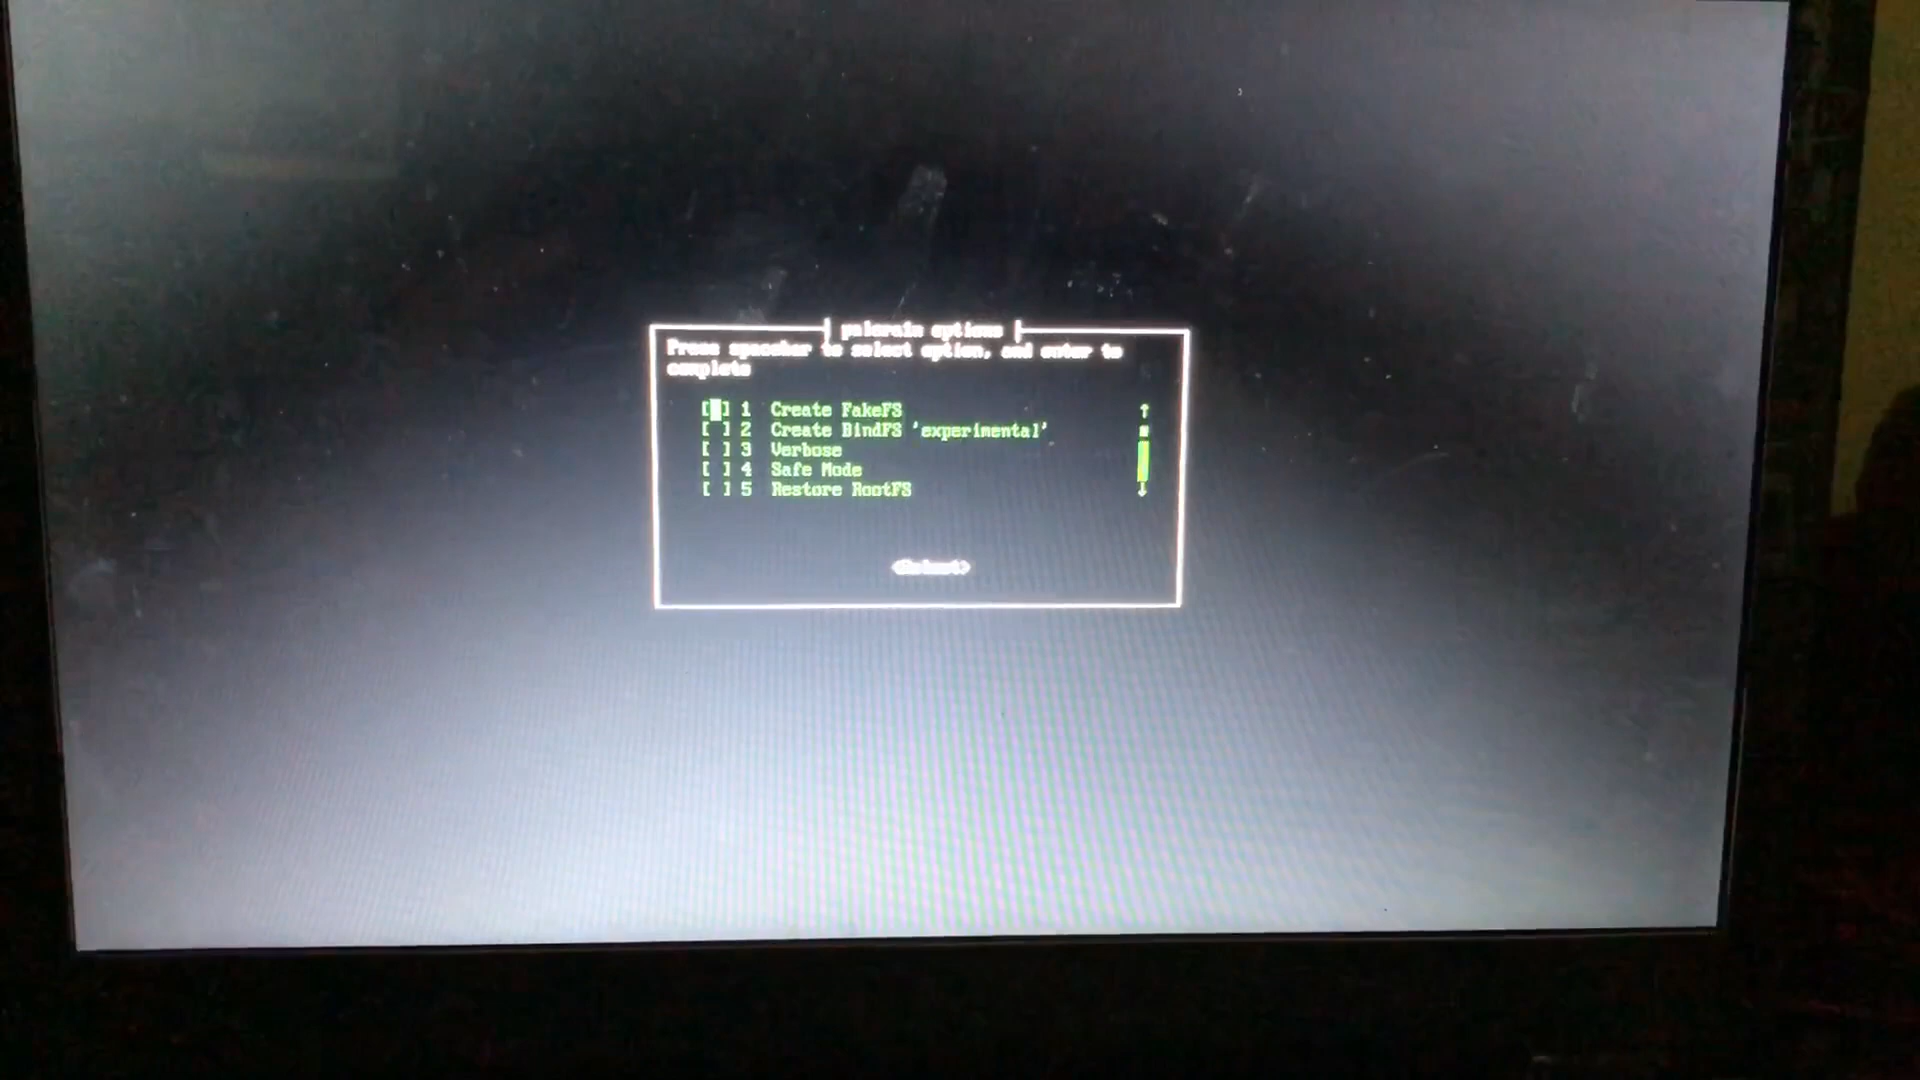 palera1n options
Press spacebar to select option, and enter to
complete
[ ] 1 Create FakeFS
[ ] 2 Create BindFS 'experimental'
[ ] 3 Verbose
[ ] 4 Safe Mode
[ ] 5 Restore RootFS
<Select>